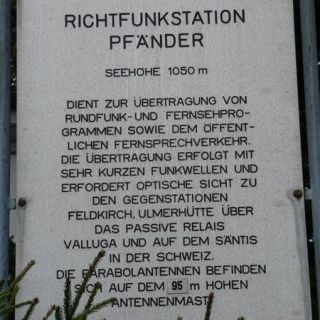 RICHTFUNKSTATION
PFÄNDER
SEEHÖHE 1050 m
DIENT ZUR ÜBERTRAGUNG VON
RUNDFUNK-UND FERNSEHPRO-
GRAMMEN SOWIE DEM ÖFFENT-
LICHEN FERNSPRECHVERKEHR.
DIE ÜBERTRAGUNG ERFOLGT MIT
SEHR KURZEN FUNKWELLEN UND
ERFORDERT OPTISCHE SICHT ZU
DEN GEGENSTATIONEN
FELDKIRCH, ULMERHÜTTE ÜBER
DAS PASSIVE RELAIS
VALLUGA UND AUF DEM SÄNTIS
IN DER SCHWEIZ.
DIE PARABOLANTENNEN BEFINDEN
SICH AUF DEM 95 m HOHEN
ANTENNENMAST